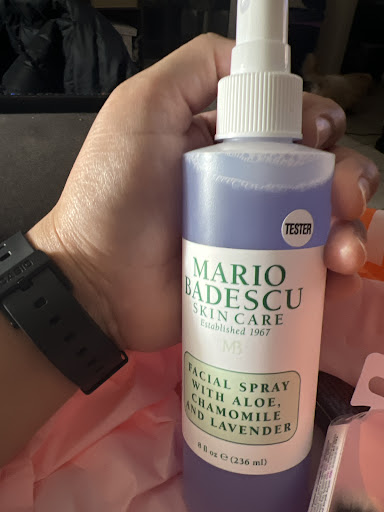 TESTER
MARIO
BADESCU
SKIN CARE
Established 1967
MB
FACIAL SPRAY
WITH ALOE,
CHAMOMILE
AND LAVENDER
8 fl oz ℮ (236 ml)